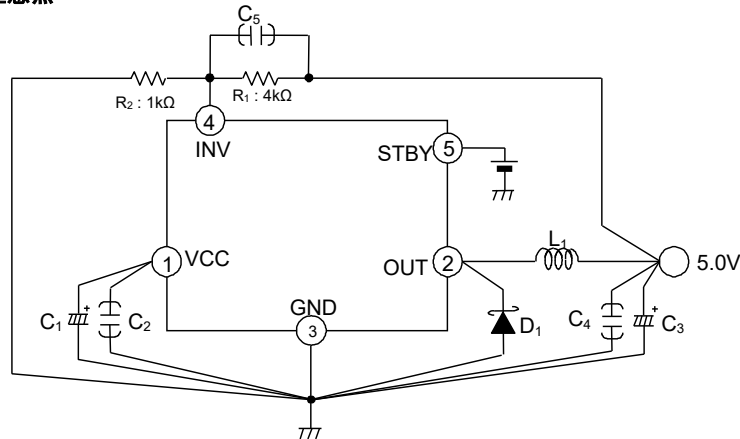 C5
R2 : 1kΩ
R1 : 4kΩ
4
INV
STBY
5
1
VCC
OUT
2
L1
5.0V
GND
3
C1
+
C2
D1
C4
+
C3